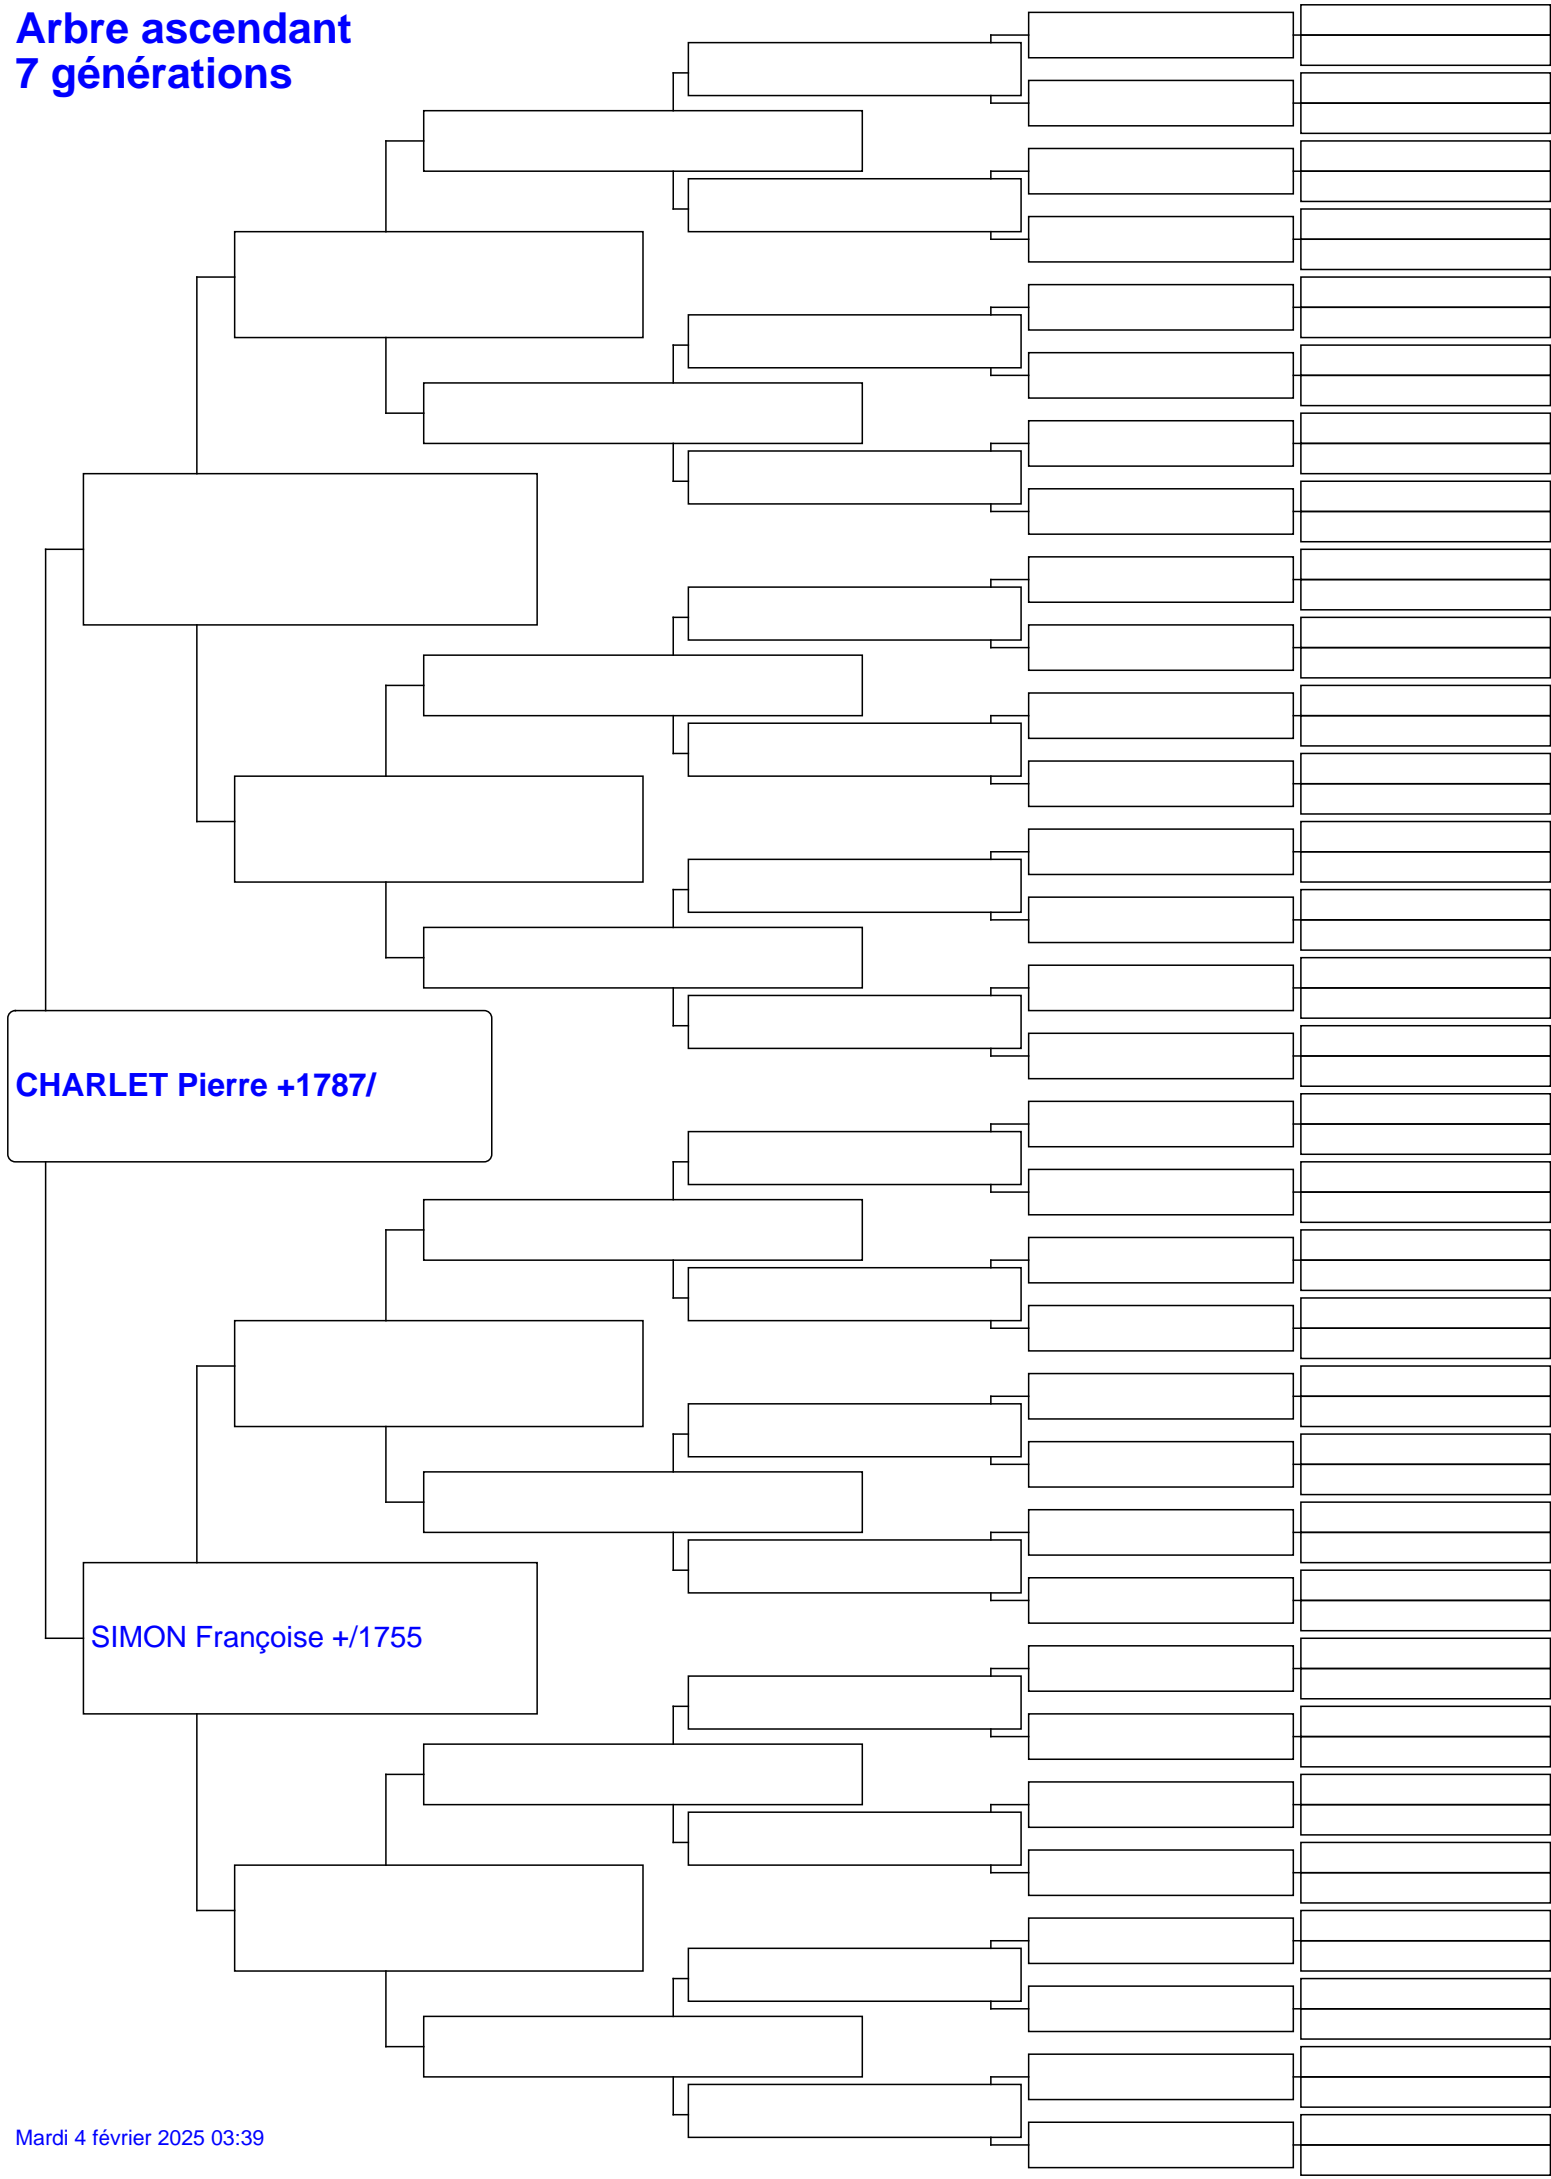 Arbre ascendant
7 générations
CHARLET Pierre +1787/
SIMON Françoise +/1755
Mardi 4 février 2025 03:39